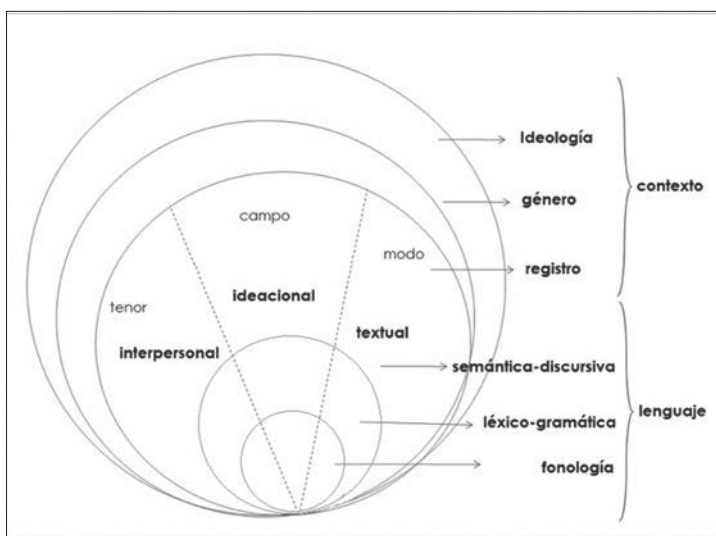 Ideología
contexto
género
campo
modo
registro
ideacional
tenor
textual
interpersonal
semántica-discursiva
lenguaje
léxico-gramática
fonología